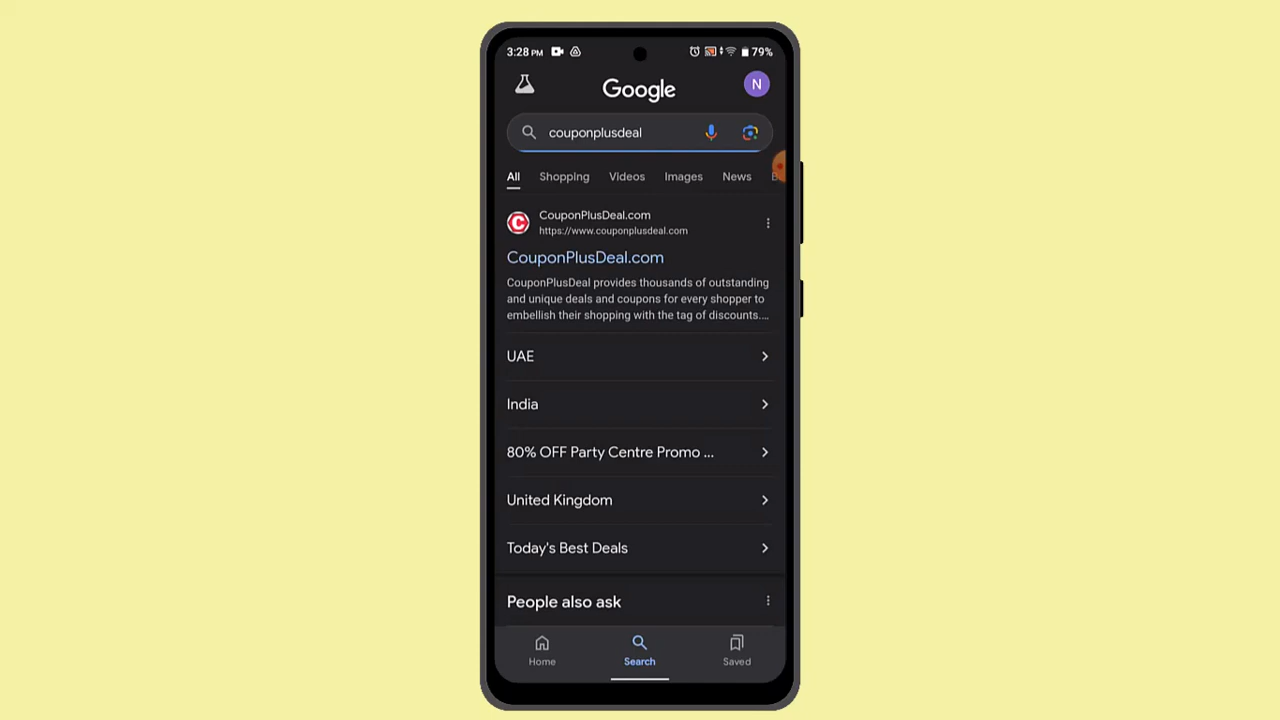 3:28 PM 79%
Google N
couponplusdeal
All Shopping Videos Images News
CouponPlusDeal.com
https://www.couponplusdeal.com
CouponPlusDeal.com
CouponPlusDeal provides thousands of outstanding
and unique deals and coupons for every shopper to
embellish their shopping with the tag of discounts....
UAE
India
80% OFF Party Centre Promo ...
United Kingdom
Today's Best Deals
People also ask
Home Search Saved